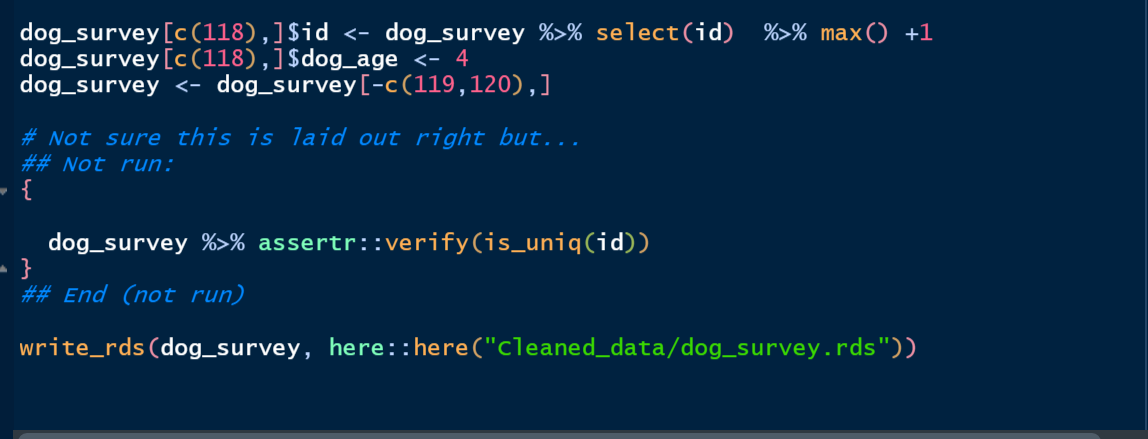 dog_survey[c(118),]$id <- dog_survey %>% select(id)  %>% max() +1
dog_survey[c(118),]$dog_age <- 4
dog_survey <- dog_survey[-c(119,120),]
# Not sure this is laid out right but...
## Not run:
{
  dog_survey %>% assertr::verify(is_uniq(id))
}
## End (not run)
write_rds(dog_survey, here::here("Cleaned_data/dog_survey.rds"))